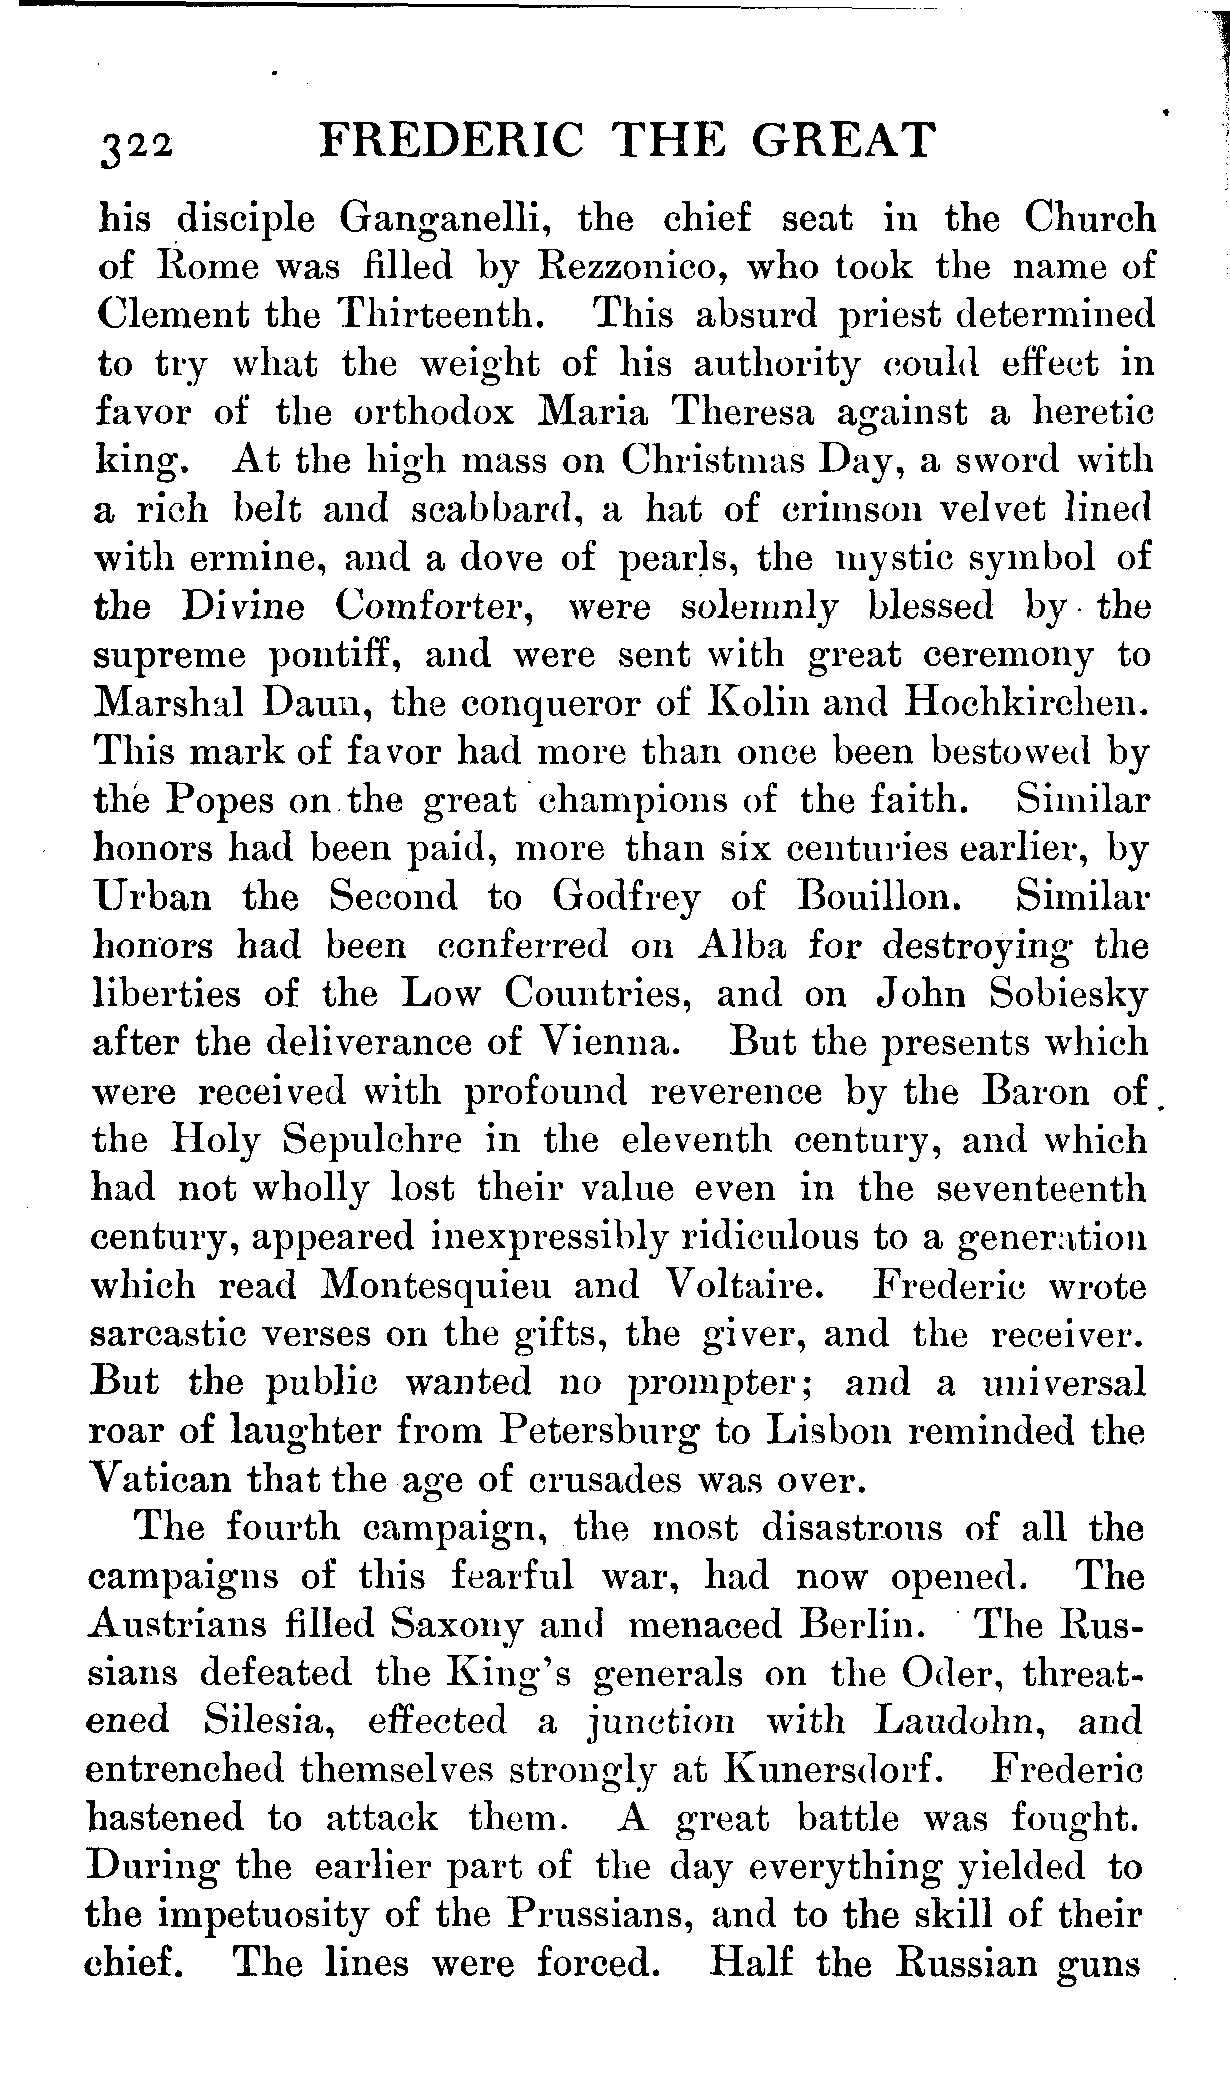 322 FREDERIC THE GREAT
his disciple Ganganelli, the chief seat in the Church
of Rome was filled by Rezzonico, who took the name of
Clement the Thirteenth. This absurd priest determined
to try what the weight of his authority could effect in
favor of the orthodox Maria Theresa against a heretic
king. At the high mass on Christmas Day, a sword with
a rich belt and scabbard, a hat of crimson velvet lined
with ermine, and a dove of pearls, the mystic symbol of
the Divine Comforter, were solemnly blessed by the
supreme pontiff, and were sent with great ceremony to
Marshal Daun, the conqueror of Kolin and Hochkirchen.
This mark of favor had more than once been bestowed by
the Popes on the great champions of the faith. Similar
honors had been paid, more than six centuries earlier, by
Urban the Second to Godfrey of Bouillon. Similar
honors had been conferred on Alba for destroying the
liberties of the Low Countries, and on John Sobiesky
after the deliverance of Vienna. But the presents which
were received with profound reverence by the Baron of
the Holy Sepulchre in the eleventh century, and which
had not wholly lost their value even in the seventeenth
century, appeared inexpressibly ridiculous to a generation
which read Montesquieu and Voltaire. Frederic wrote
sarcastic verses on the gifts, the giver, and the receiver.
But the public wanted no prompter; and a universal
roar of laughter from Petersburg to Lisbon reminded the
Vatican that the age of crusades was over.
The fourth campaign, the most disastrous of all the
campaigns of this fearful war, had now opened. The
Austrians filled Saxony and menaced Berlin. The Rus-
sians defeated the King's generals on the Oder, threat-
ened Silesia, effected a junction with Laudohn, and
entrenched themselves strongly at Kunersdorf. Frederic
hastened to attack them. A great battle was fought.
During the earlier part of the day everything yielded to
the impetuosity of the Prussians, and to the skill of their
chief. The lines were forced. Half the Russian guns